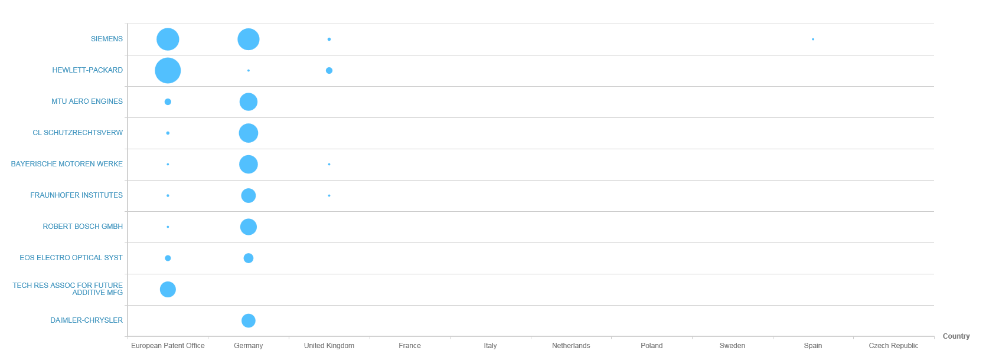 SIEMENS
HEWLETT-PACKARD
MTU AERO ENGINES
CL SCHUTZRECHTSVERW
BAYERISCHE MOTOREN WERKE
FRAUNHOFER INSTITUTES
ROBERT BOSCH GMBH
EOS ELECTRO OPTICAL SYST
TECH RES ASSOC FOR FUTURE
ADDITIVE MFG
DAIMLER-CHRYSLER
Country
European Patent Office Germany United Kingdom France Italy Netherlands Poland Sweden Spain Czech Republic